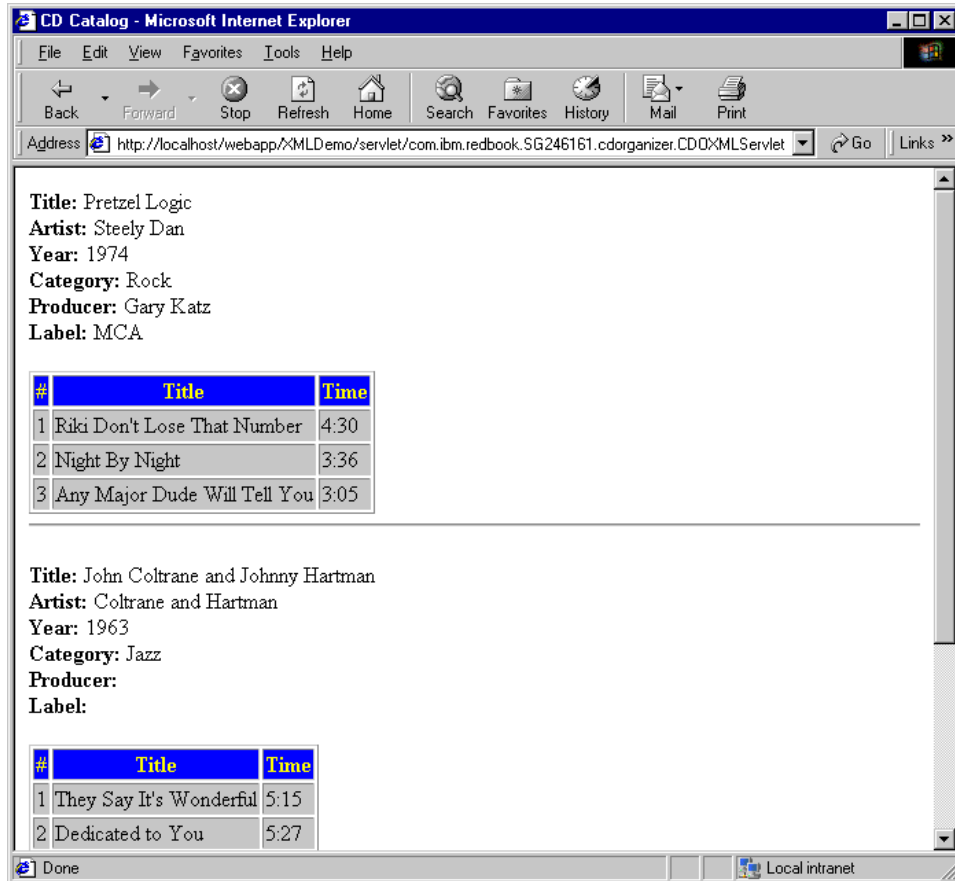 CD Catalog - Microsoft Internet Explorer
File Edit View Favorites Tools Help
Back Forward Stop Refresh Home Search Favorites History Mail Print
Address http://localhost/webapp/XMLDemo/servlet/com.ibm.redbook.SG246161.cdorganizer.CDOXMLServlet Go Links »
Title: Pretzel Logic
Artist: Steely Dan
Year: 1974
Category: Rock
Producer: Gary Katz
Label: MCA
# Title Time
1 Riki Don't Lose That Number 4:30
2 Night By Night 3:36
3 Any Major Dude Will Tell You 3:05
Title: John Coltrane and Johnny Hartman
Artist: Coltrane and Hartman
Year: 1963
Category: Jazz
Producer:
Label:
# Title Time
1 They Say It's Wonderful 5:15
2 Dedicated to You 5:27
Done Local intranet